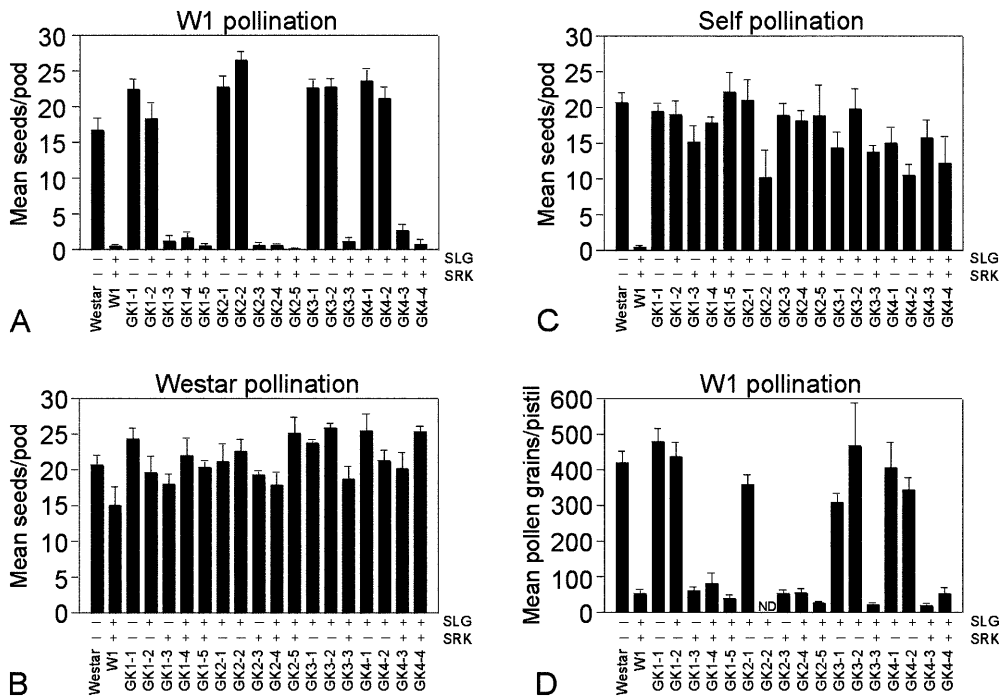 W1 pollination
Mean seeds/pod
30
25
20
15
10
5
0
SLG
SRK
Westar W1 GK1-1 GK1-2 GK1-3 GK1-4 GK1-5 GK2-1 GK2-2 GK2-3 GK2-4 GK2-5 GK3-1 GK3-2 GK3-3 GK4-1 GK4-2 GK4-3 GK4-4
A
Westar pollination
Mean seeds/pod
30
25
20
15
10
5
0
SLG
SRK
Westar W1 GK1-1 GK1-2 GK1-3 GK1-4 GK1-5 GK2-1 GK2-2 GK2-3 GK2-4 GK2-5 GK3-1 GK3-2 GK3-3 GK4-1 GK4-2 GK4-3 GK4-4
B
Self pollination
Mean seeds/pod
30
25
20
15
10
5
0
SLG
SRK
Westar W1 GK1-1 GK1-2 GK1-3 GK1-4 GK1-5 GK2-1 GK2-2 GK2-3 GK2-4 GK2-5 GK3-1 GK3-2 GK3-3 GK4-1 GK4-2 GK4-3 GK4-4
C
W1 pollination
Mean pollen grains/pistil
600
500
400
300
200
100
0
ND
SLG
SRK
Westar W1 GK1-1 GK1-2 GK1-3 GK1-4 GK1-5 GK2-1 GK2-2 GK2-3 GK2-4 GK2-5 GK3-1 GK3-2 GK3-3 GK4-1 GK4-2 GK4-3 GK4-4
D